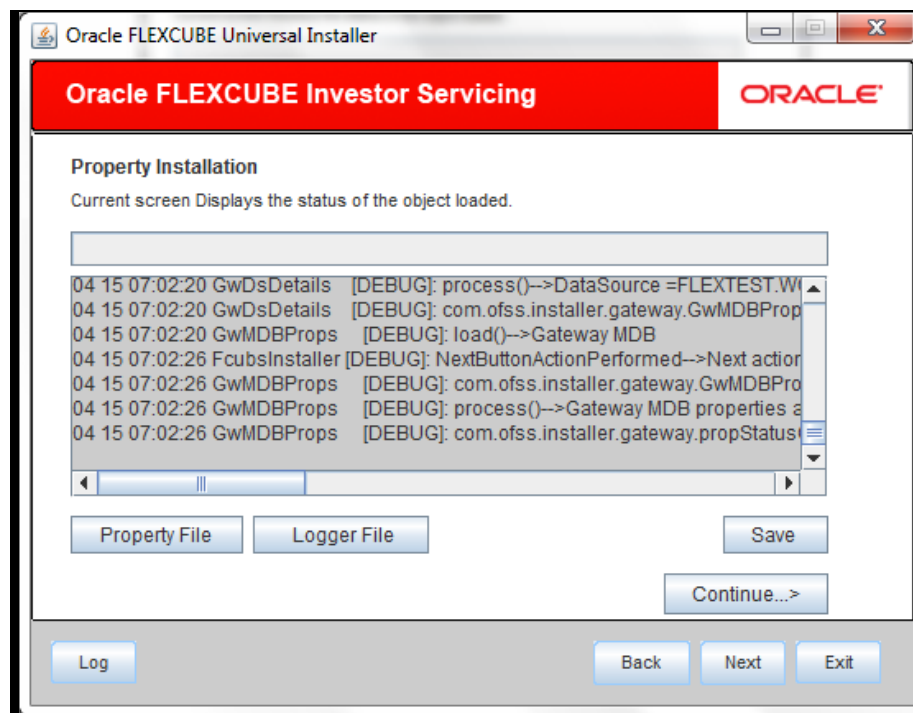 Oracle FLEXCUBE Universal Installer
Oracle FLEXCUBE Investor Servicing
ORACLE
Property Installation
Current screen Displays the status of the object loaded.
04 15 07:02:20 GwDsDetails [DEBUG]: process()-->DataSource =FLEXTEST.W
04 15 07:02:20 GwDsDetails [DEBUG]: com.ofss.installer.gateway.GwMDBProp
04 15 07:02:20 GwMDBProps [DEBUG]: load()-->Gateway MDB
04 15 07:02:26 FcubsInstaller [DEBUG]: NextButtonActionPerformed-->Next action
04 15 07:02:26 GwMDBProps [DEBUG]: com.ofss.installer.gateway.GwMDBPro
04 15 07:02:26 GwMDBProps [DEBUG]: process()-->Gateway MDB properties a
04 15 07:02:26 GwMDBProps [DEBUG]: com.ofss.installer.gateway.propStatus
Property File Logger File Save
Continue...>
Log Back Next Exit